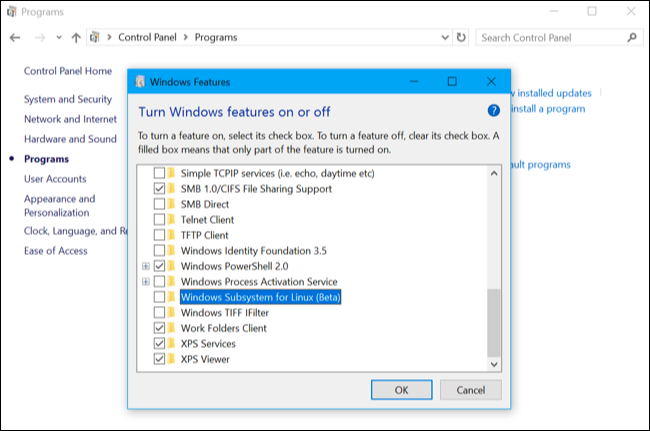 Programs
Control Panel > Programs
Search Control Panel
Control Panel Home
System and Security
Network and Internet
Hardware and Sound
Programs
User Accounts
Appearance and
Personalization
Clock, Language, and Re
Ease of Access
installed updates
install a program
ault programs
Windows Features
Turn Windows features on or off
?
To turn a feature on, select its check box. To turn a feature off, clear its check box. A
filled box means that only part of the feature is turned on.
Simple TCPIP services (i.e. echo, daytime etc)
SMB 1.0/CIFS File Sharing Support
SMB Direct
Telnet Client
TFTP Client
Windows Identity Foundation 3.5
Windows PowerShell 2.0
Windows Process Activation Service
Windows Subsystem for Linux (Beta)
Windows TIFF IFilter
Work Folders Client
XPS Services
XPS Viewer
OK
Cancel